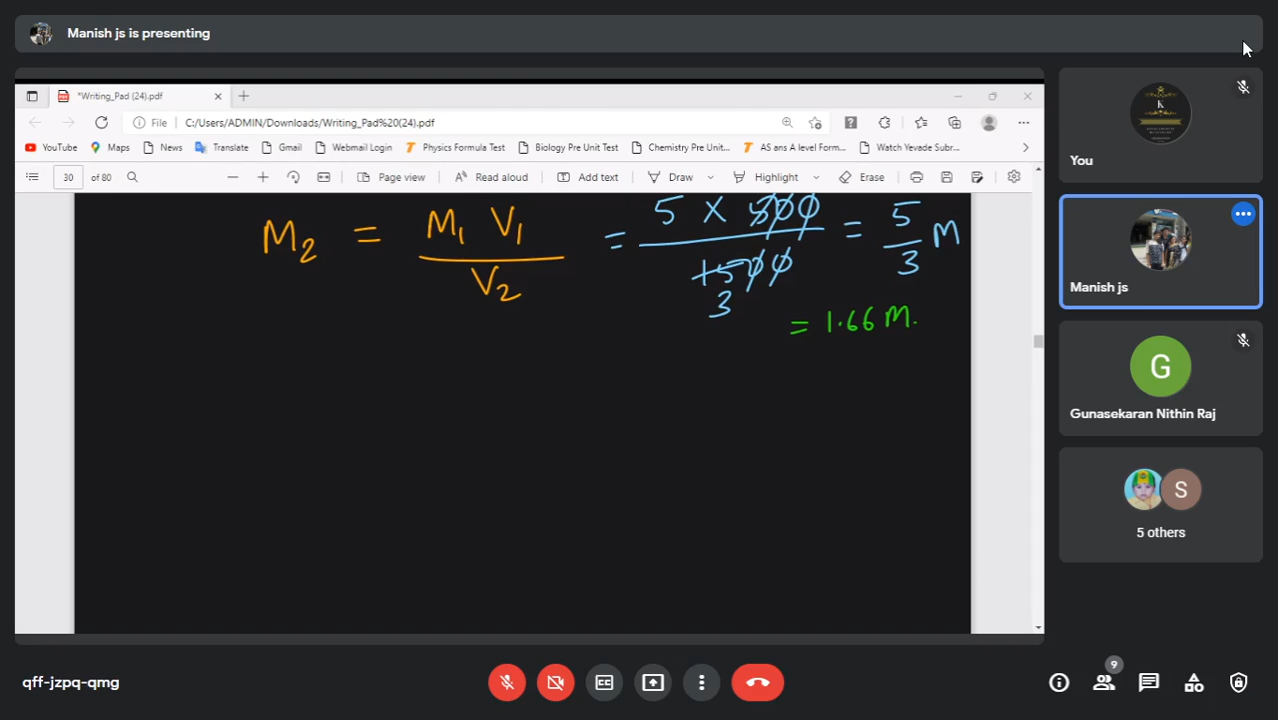 Manish js is presenting
*Writing_Pad (24).pdf
File C:/Users/ADMIN/Downloads/Writing_Pad%20(24).pdf
YouTube Maps News Translate Gmail Webmail Login Physics Formula Test Biology Pre Unit Test Chemistry Pre Unit... AS ans A level Form... Watch Yevade Subr...
30 of 80 Page view Read aloud Add text Draw Highlight Erase
M₂ = M₁ V₁ / V₂ = 5 × 500 / 1500 = 5/3 M
3
= 1.66 M.
You
Manish js
G
Gunasekaran Nithin Raj
S
5 others
qff-jzpq-qmg
CC
9